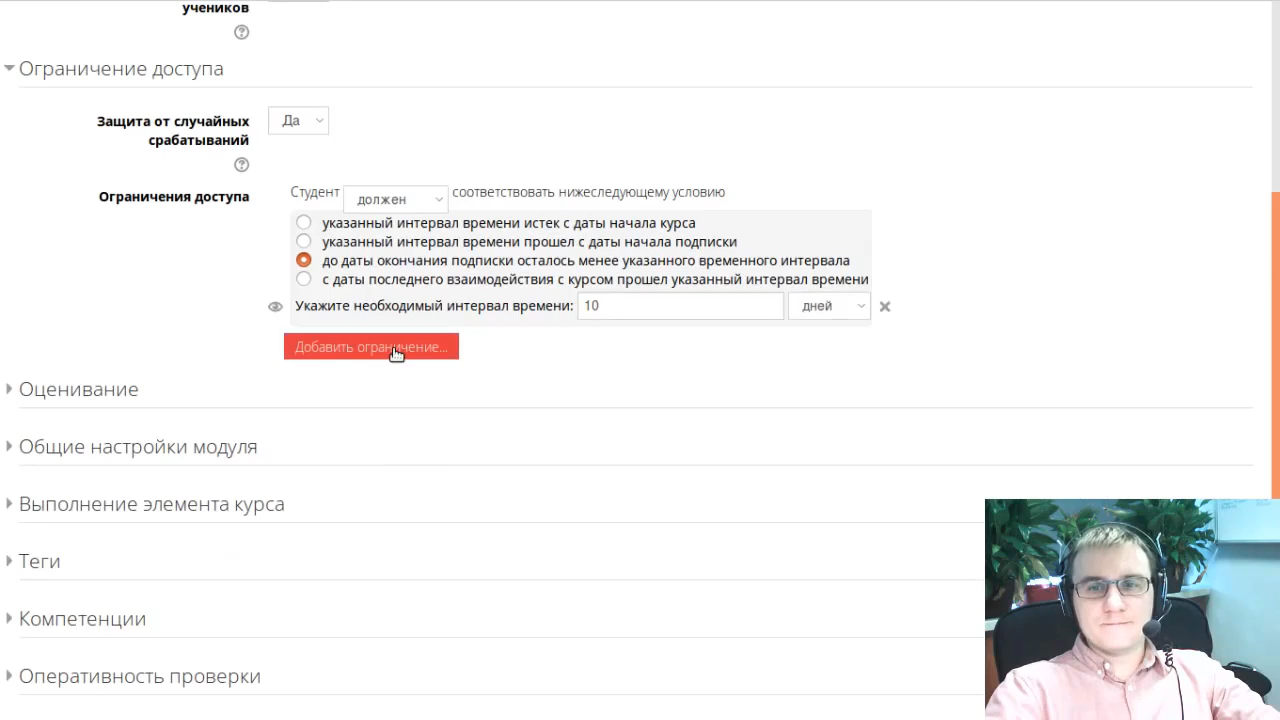 учеников
Ограничение доступа
Защита от случайных
срабатываний
Да
Ограничения доступа
Студент должен соответствовать нижеследующему условию
указанный интервал времени истек с даты начала курса
указанный интервал времени прошел с даты начала подписки
до даты окончания подписки осталось менее указанного временного интервала
с даты последнего взаимодействия с курсом прошел указанный интервал времени
Укажите необходимый интервал времени: 10 дней
Добавить ограничение...
Оценивание
Общие настройки модуля
Выполнение элемента курса
Теги
Компетенции
Оперативность проверки